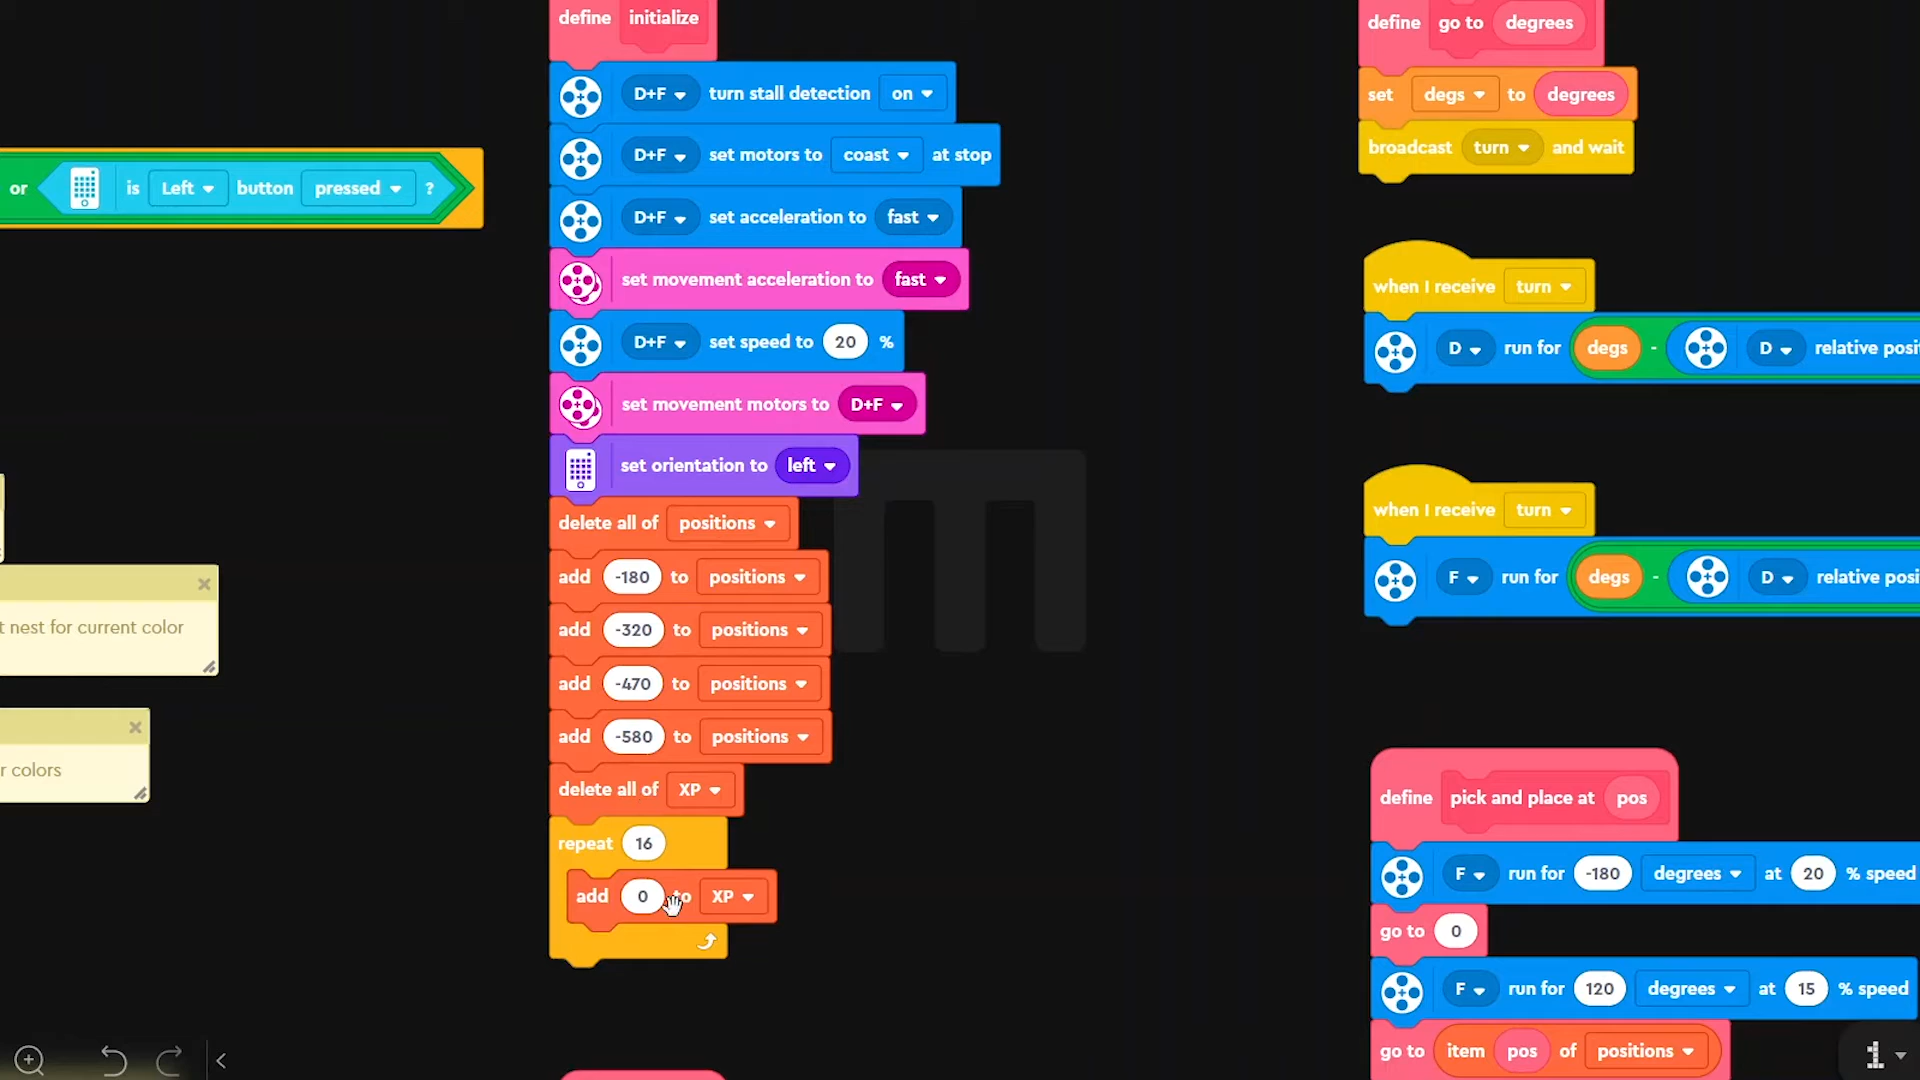 or is Left button pressed ?
t nest for current color
r colors
define initialize
D+F turn stall detection on
D+F set motors to coast at stop
D+F set acceleration to fast
set movement acceleration to fast
D+F set speed to 20 %
set movement motors to D+F
set orientation to left
delete all of positions
add -180 to positions
add -320 to positions
add -470 to positions
add -580 to positions
delete all of XP
repeat 16
add 0 to XP
define go to degrees
set degs to degrees
broadcast turn and wait
when I receive turn
D run for degs - D relative posi
when I receive turn
F run for degs - D relative posi
define pick and place at pos
F run for -180 degrees at 20 % speed
go to 0
F run for 120 degrees at 15 % speed
go to item pos of positions
1